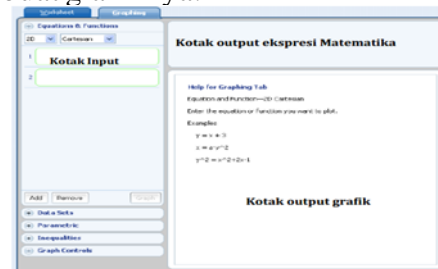 Worksheet Graphing
Equations & Functions
2D Cartesian
1 Kotak Input
2
Add Remove Graph
Data Sets
Parametric
Inequalities
Graph Controls
Kotak output ekspresi Matematika
Help for Graphing Tab
Equation and Function—2D Cartesian
Enter the equation or function you want to plot.
Examples
y = x + 3
x = a·y^2
y^2 = x^2+2x-1
Kotak output grafik